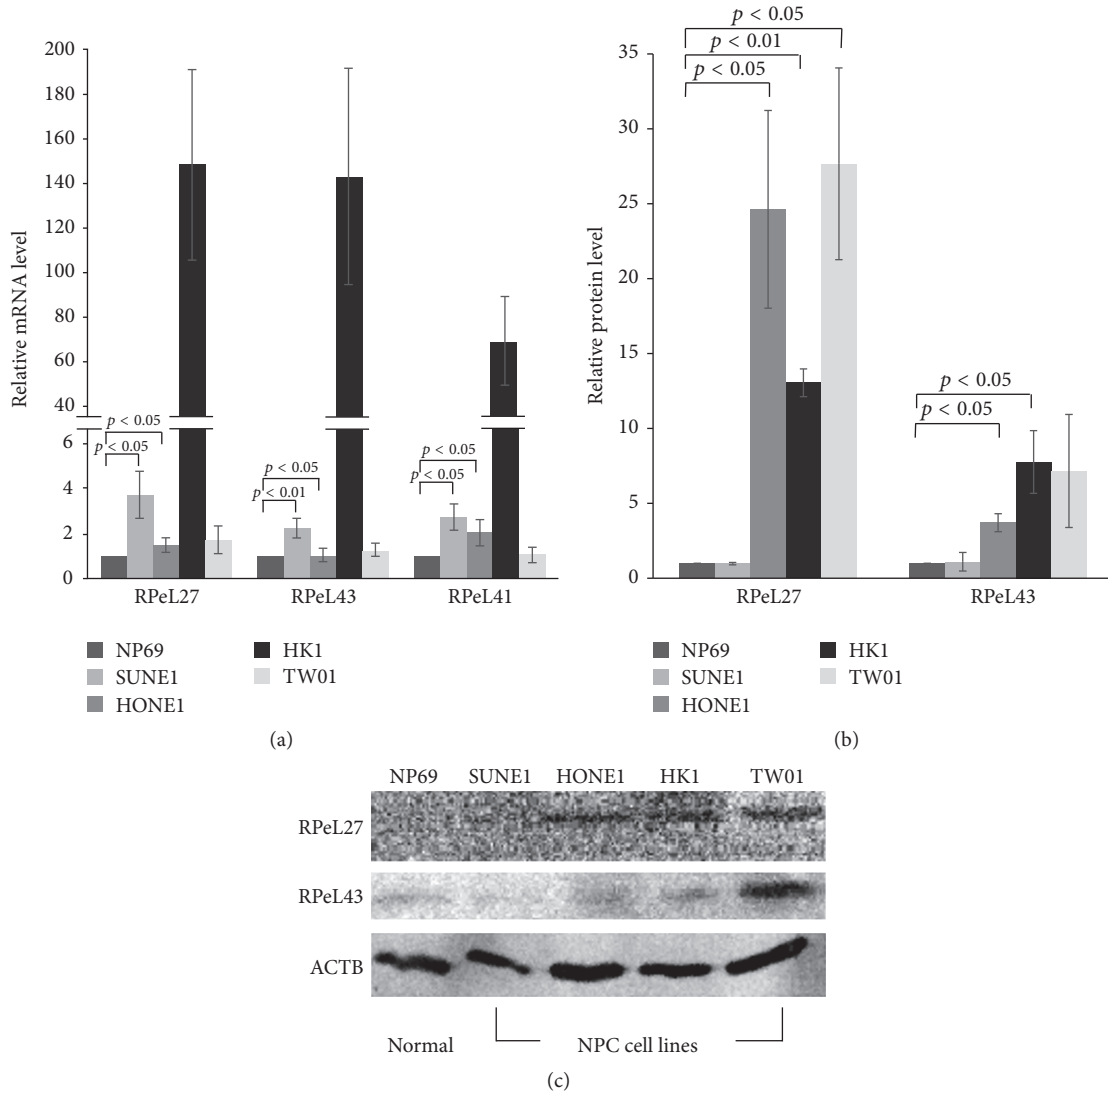 Relative mRNA level
200
180
160
140
120
100
80
60
40
6
4
2
0
p < 0.05
p < 0.05
p < 0.05
p < 0.01
p < 0.05
p < 0.05
RPeL27 RPeL43 RPeL41
NP69 HK1
SUNE1 TW01
HONE1
(a)
Relative protein level
35
30
25
20
15
10
5
0
p < 0.05
p < 0.01
p < 0.05
p < 0.05
p < 0.05
RPeL27 RPeL43
NP69 HK1
SUNE1 TW01
HONE1
(b)
NP69 SUNE1 HONE1 HK1 TW01
RPeL27
RPeL43
ACTB
Normal NPC cell lines
(c)